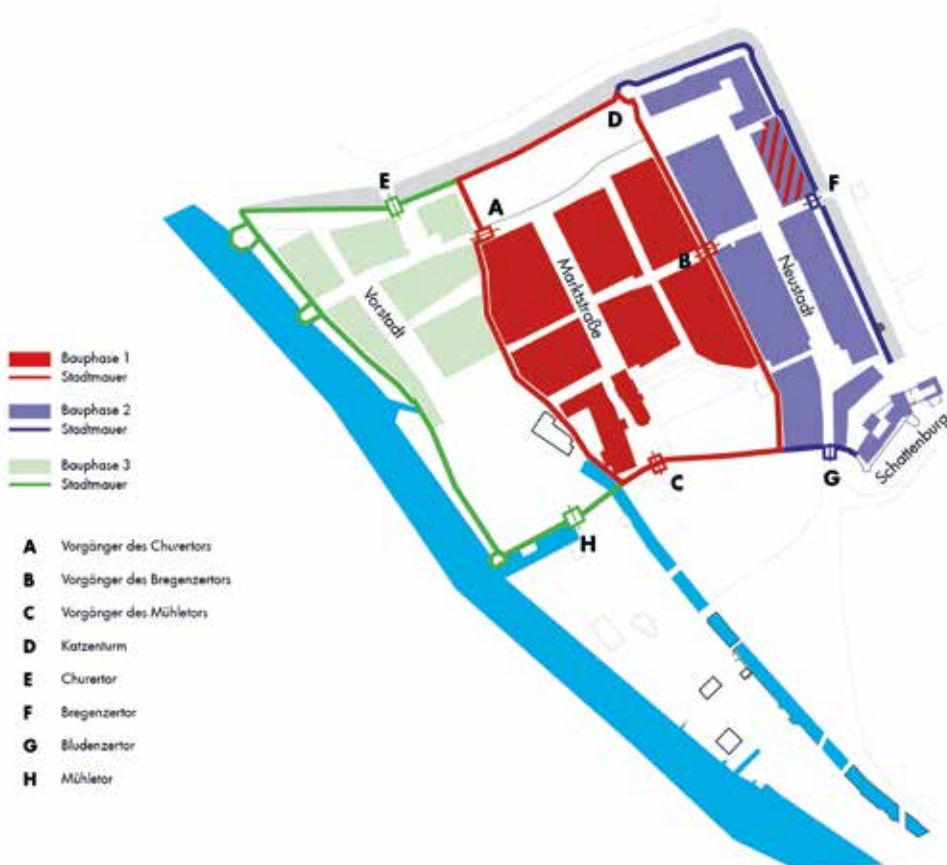 D
E
F
A
B
Marktstraße
Neustadt
Vorstadt
Bauphase 1
Stadtmauer
Bauphase 2
Stadtmauer
Bauphase 3
Stadtmauer
Schattenburg
C
G
H
A Vorgänger des Churertors
B Vorgänger des Bregenzertors
C Vorgänger des Mühletors
D Katzenturm
E Churertor
F Bregenzertor
G Bludenzertor
H Mühletor